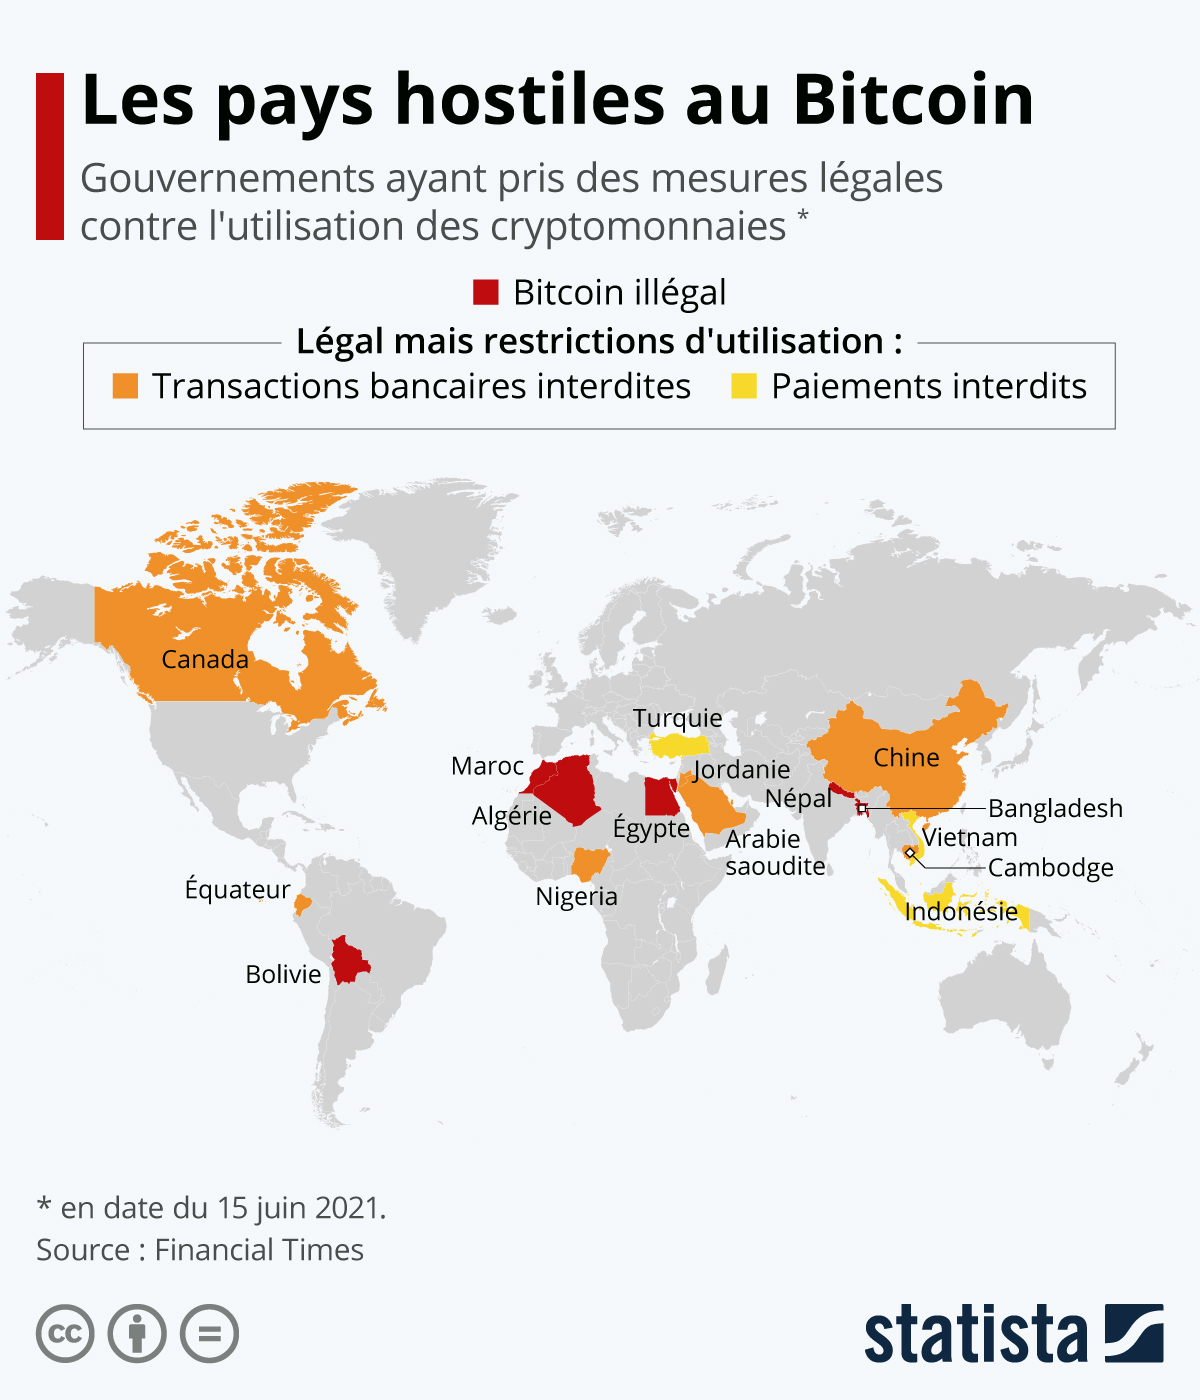 Les pays hostiles au Bitcoin
Gouvernements ayant pris des mesures légales
contre l'utilisation des cryptomonnaies *
Bitcoin illégal
Légal mais restrictions d'utilisation :
Transactions bancaires interdites
Paiements interdits
Canada
Turquie
Maroc
Jordanie
Chine
Algérie
Népal
Égypte
Bangladesh
Arabie
saoudite
Vietnam
Cambodge
Équateur
Nigeria
Indonésie
Bolivie
* en date du 15 juin 2021.
Source : Financial Times
cc
statista